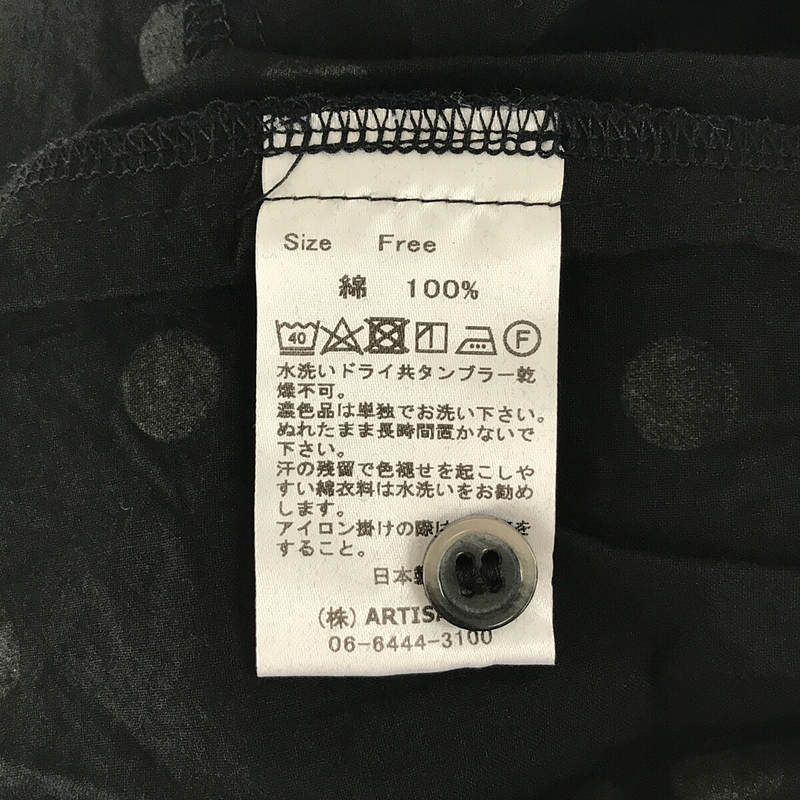 Size Free
綿 100%
40 F
水洗いドライ共タンブラー乾
燥不可。
濃色品は単独でお洗い下さい。
ぬれたまま長時間置かないで
下さい。
汗の残留で色褪せを起こしや
すい綿衣料は水洗いをお勧め
します。
アイロン掛けの際は を
すること。
日本製
(株) ARTIS
06-6444-3100